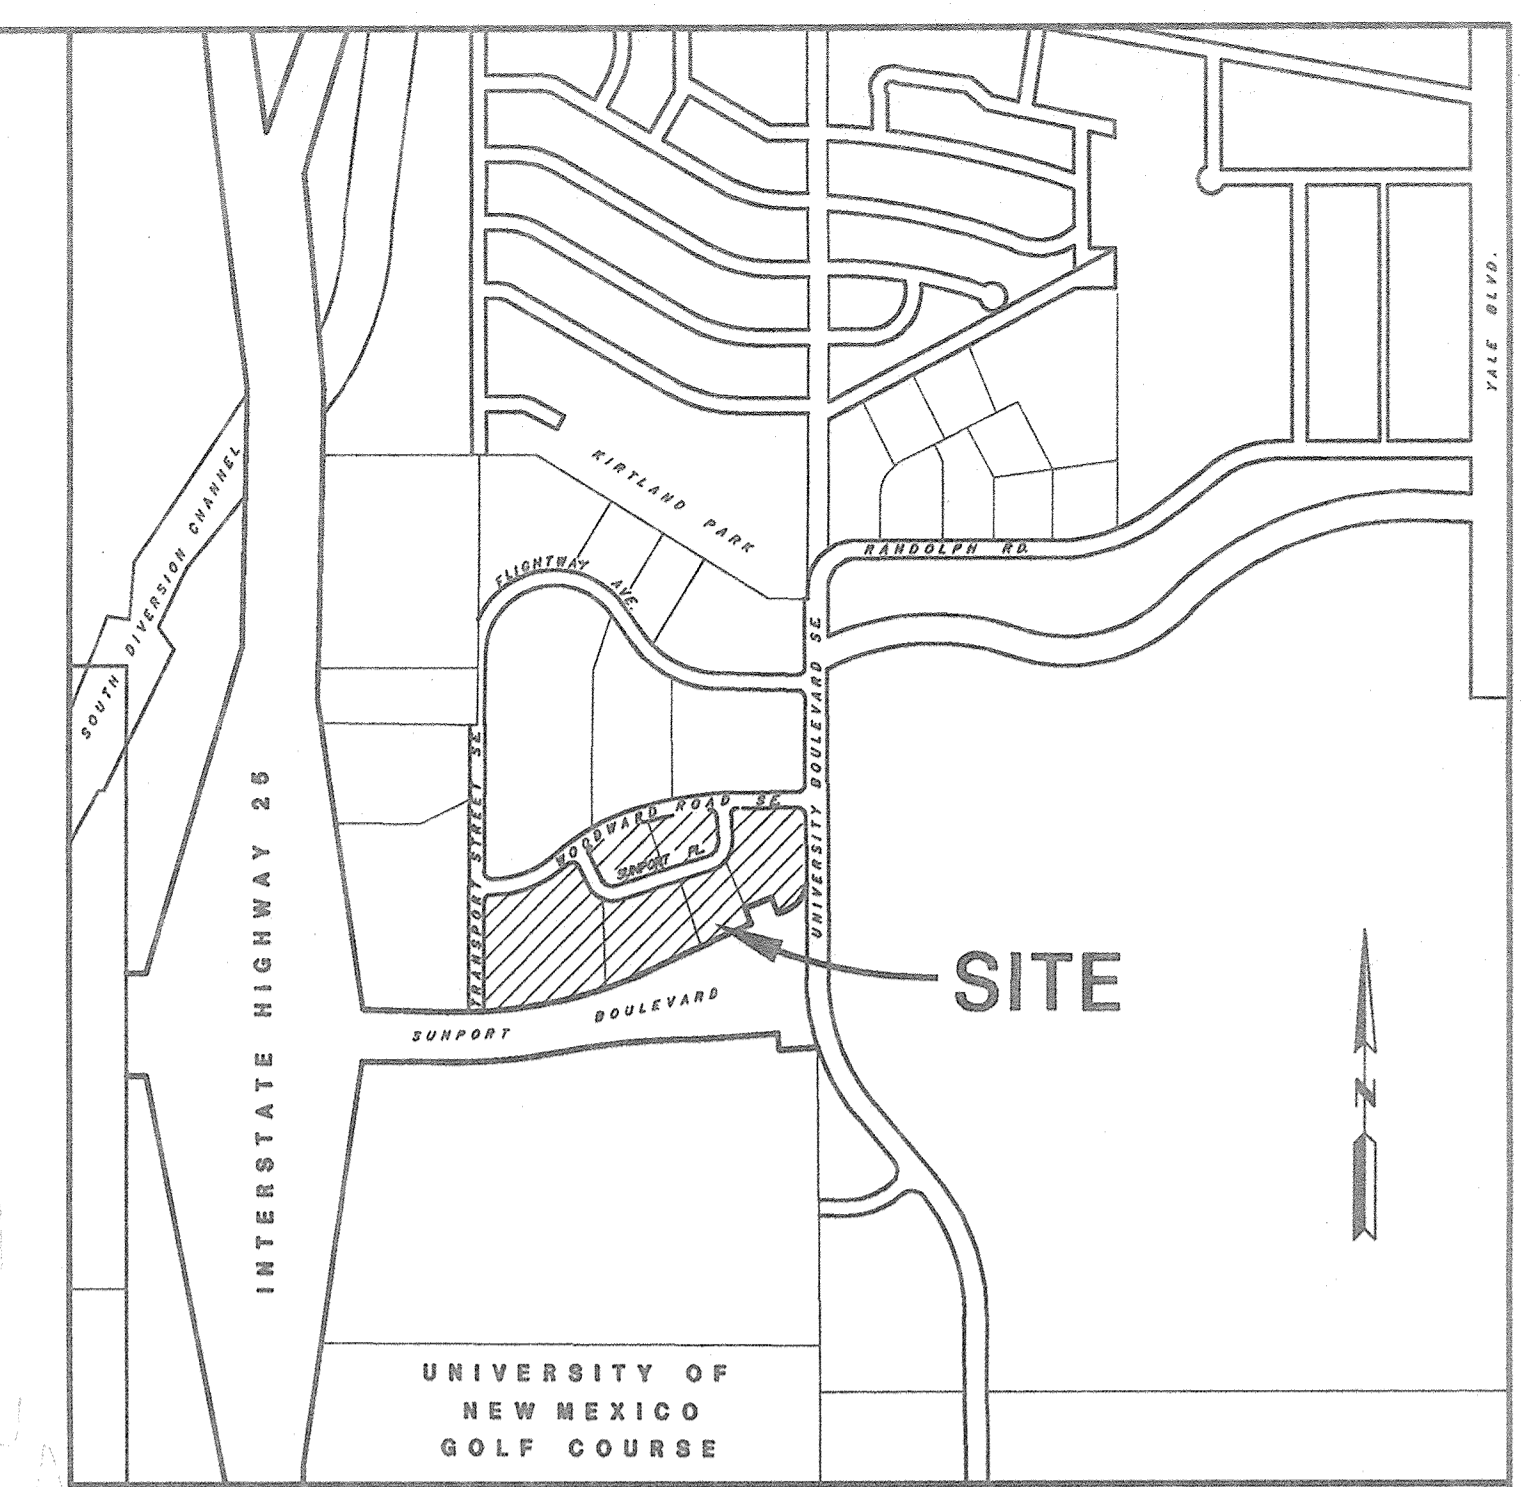 YALE BLVD.
KIRTLAND PARK
SOUTH DIVERSION CHANNEL
RANDOLPH RD.
FLIGHTWAY AVE.
UNIVERSITY BOULEVARD SE
TRANSPORT STREET SE
WOODWARD ROAD SE
SUNPORT PL.
INTERSTATE HIGHWAY 25
SITE
SUNPORT BOULEVARD
N
UNIVERSITY OF
NEW MEXICO
GOLF COURSE